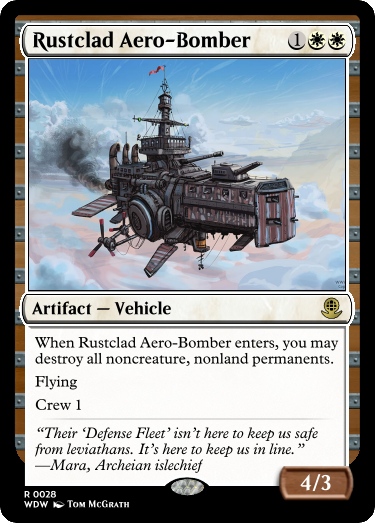 Rustclad Aero-Bomber 1
Artifact — Vehicle
When Rustclad Aero-Bomber enters, you may
destroy all noncreature, nonland permanents.
Flying
Crew 1
“Their ‘Defense Fleet’ isn’t here to keep us safe
from leviathans. It’s here to keep us in line.”
—Mara, Archeian islechief
4/3
R 0028
WDW Tom McGrath